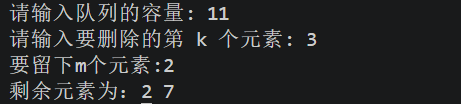 请输入队列的容量: 11
请输入要删除的第 k 个元素: 3
要留下m个元素:2
剩余元素为: 2 7